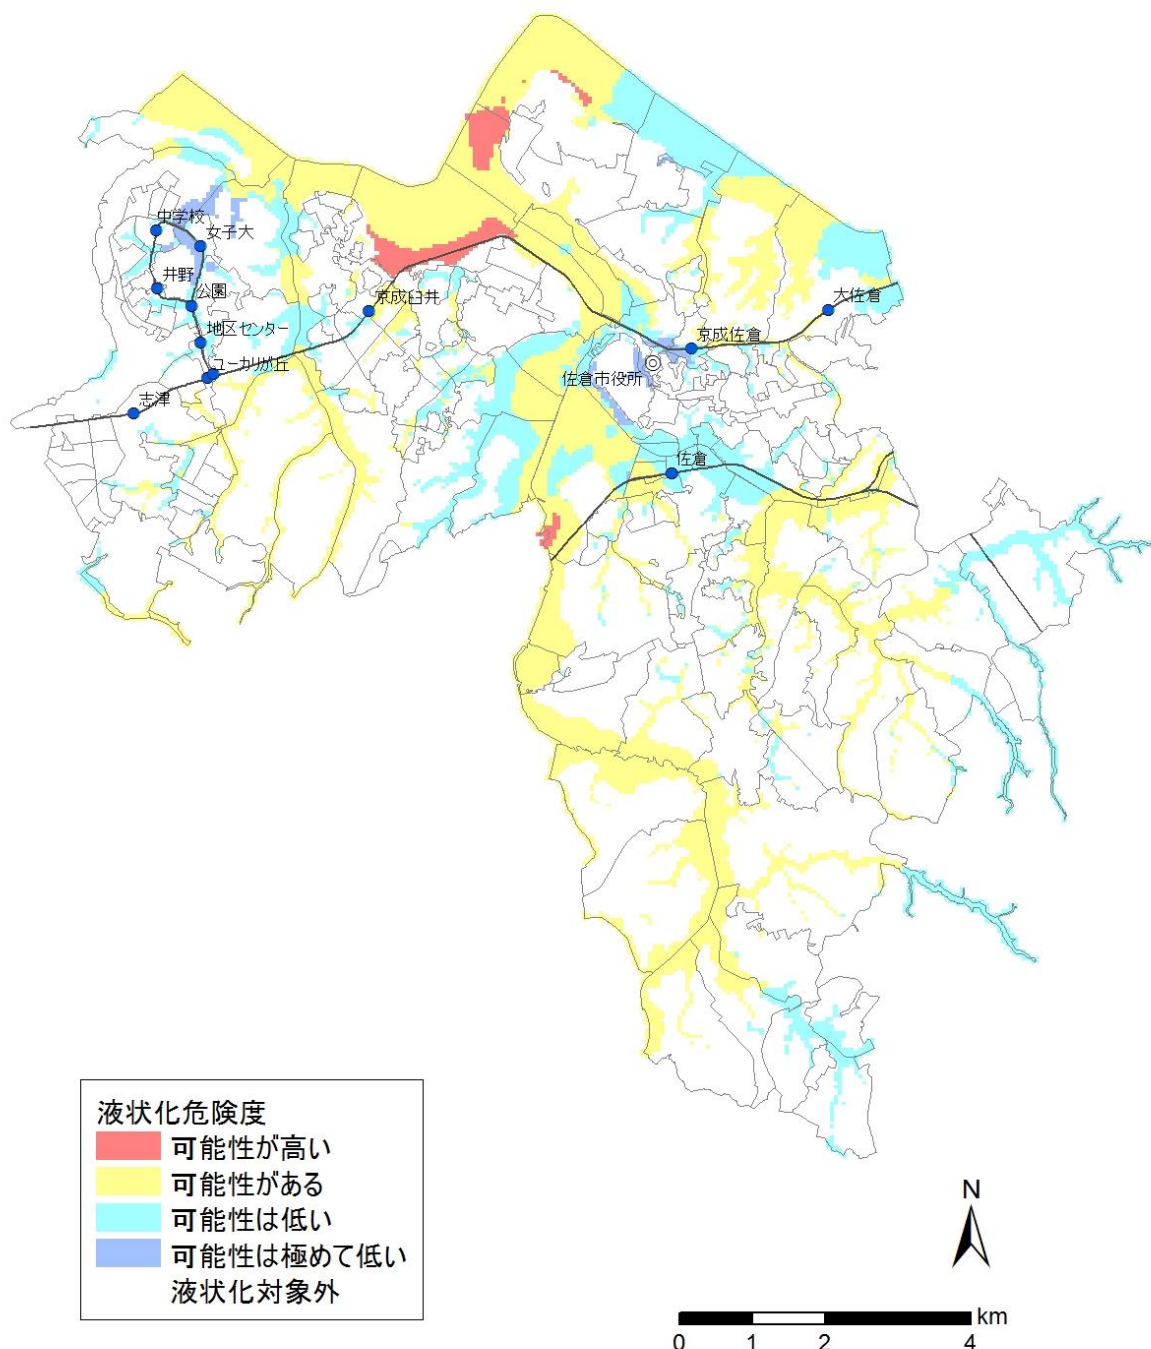 中学校
女子大
井野
公園
地区センター
ユーカリが丘
志津
京成臼井
大佐倉
京成佐倉
佐倉市役所
佐倉
液状化危険度
可能性が高い
可能性がある
可能性は低い
可能性は極めて低い
液状化対象外
N
km
0 1 2 4